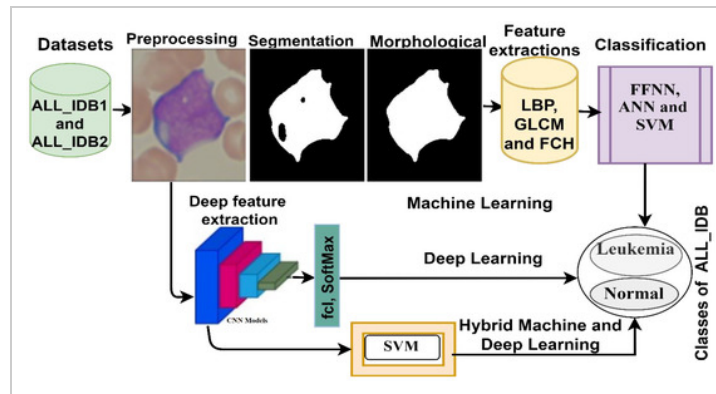 Datasets
Preprocessing
Segmentation
Morphological
Feature
extractions
Classification
ALL_IDB1
and
ALL_IDB2
LBP,
GLCM
and FCH
FFNN,
ANN and
SVM
Machine Learning
Deep feature
extraction
CNN Models
fcl, SoftMax
Deep Learning
Leukemia
Normal
Classes of ALL_IDB
SVM
Hybrid Machine and
Deep Learning